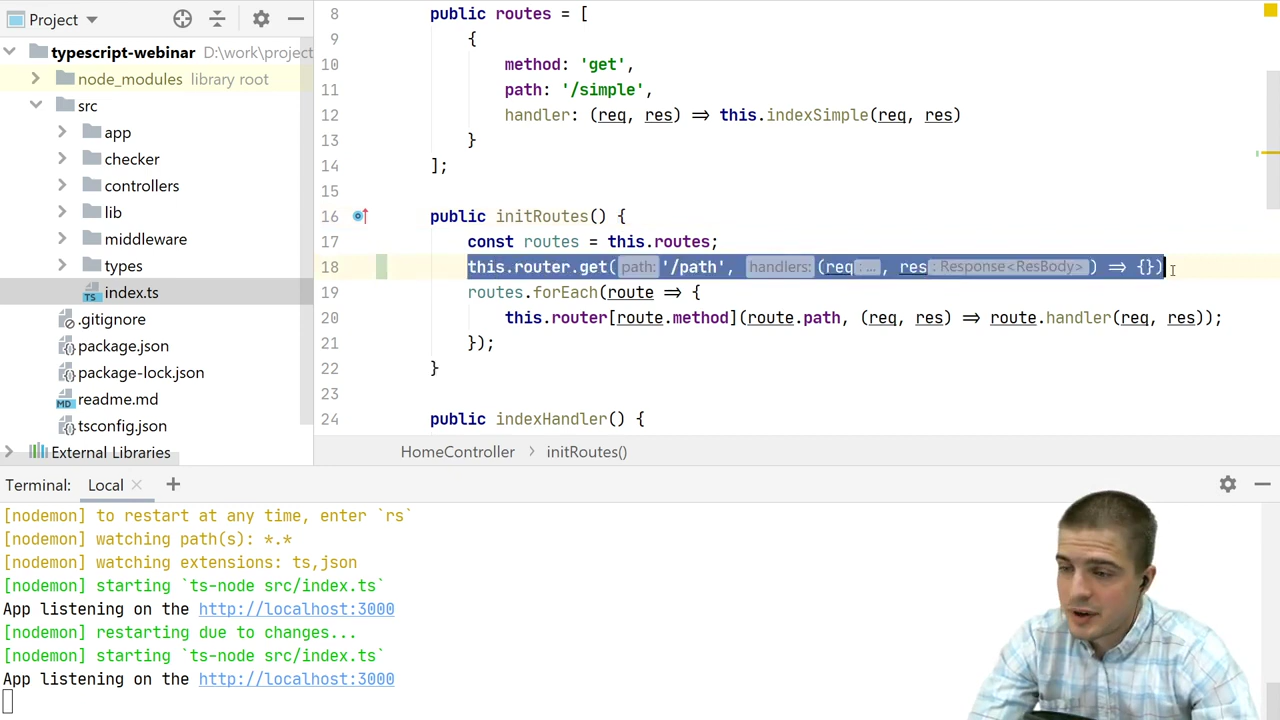 Project
typescript-webinar D:\work\project
node_modules library root
src
app
checker
controllers
lib
middleware
types
TS index.ts
.gitignore
package.json
package-lock.json
MD readme.md
tsconfig.json
External Libraries
8 public routes = [
9 {
10 method: 'get',
11 path: '/simple',
12 handler: (req, res) => this.indexSimple(req, res)
13 }
14 ];
15
16 public initRoutes() {
17 const routes = this.routes;
18 this.router.get( path: '/path', handlers: (req : ... , res : Response<ResBody> ) => {})
19 routes.forEach(route => {
20 this.router[route.method](route.path, (req, res) => route.handler(req, res));
21 });
22 }
23
24 public indexHandler() {
HomeController > initRoutes()
Terminal: Local × +
[nodemon] to restart at any time, enter `rs`
[nodemon] watching path(s): *.*
[nodemon] watching extensions: ts,json
[nodemon] starting `ts-node src/index.ts`
App listening on the http://localhost:3000
[nodemon] restarting due to changes...
[nodemon] starting `ts-node src/index.ts`
App listening on the http://localhost:3000